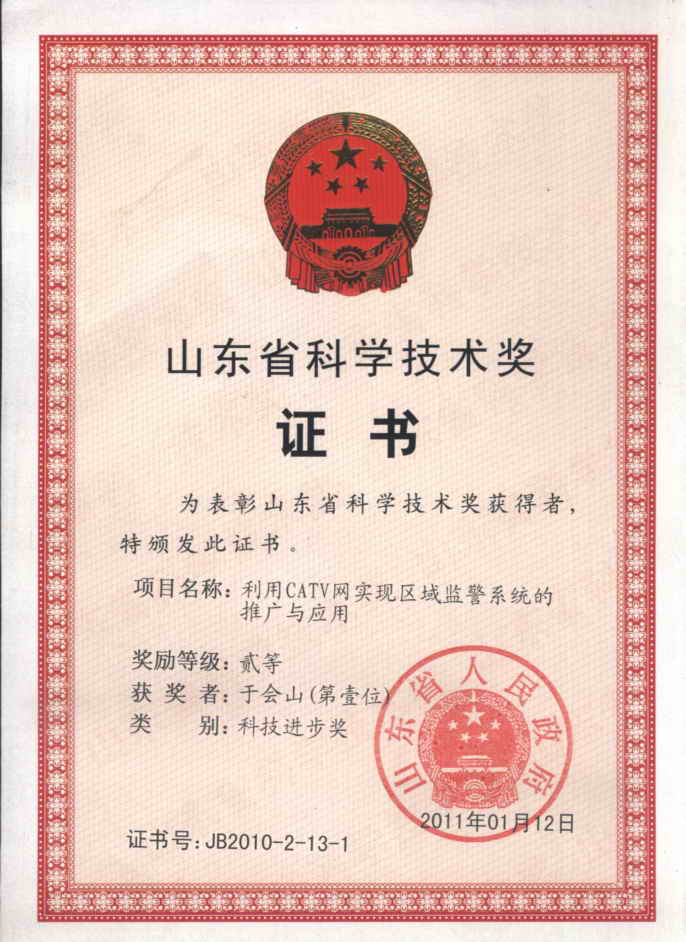 山东省科学技术奖
证书
为表彰山东省科学技术奖获得者，
特颁发此证书。
项目名称：利用CATV网实现区域监警系统的
推广与应用
奖励等级：贰等
获奖者：于会山(第壹位)
类别：科技进步奖
山东省人民政府
2011年01月12日
证书号：JB2010-2-13-1